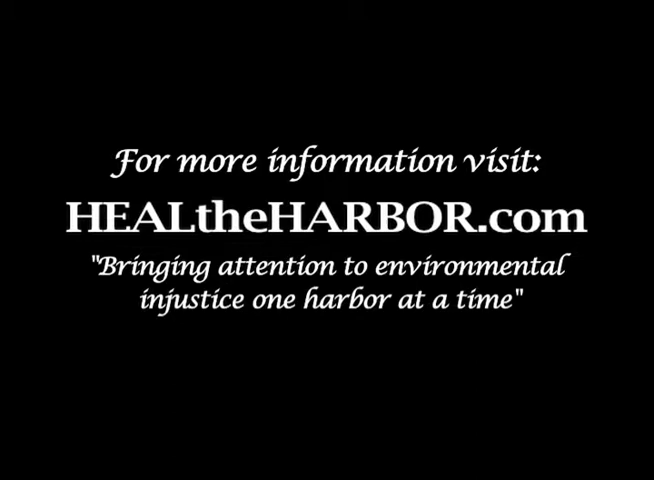 For more information visit:
HEALtheHARBOR.com
"Bringing attention to environmental
injustice one harbor at a time"